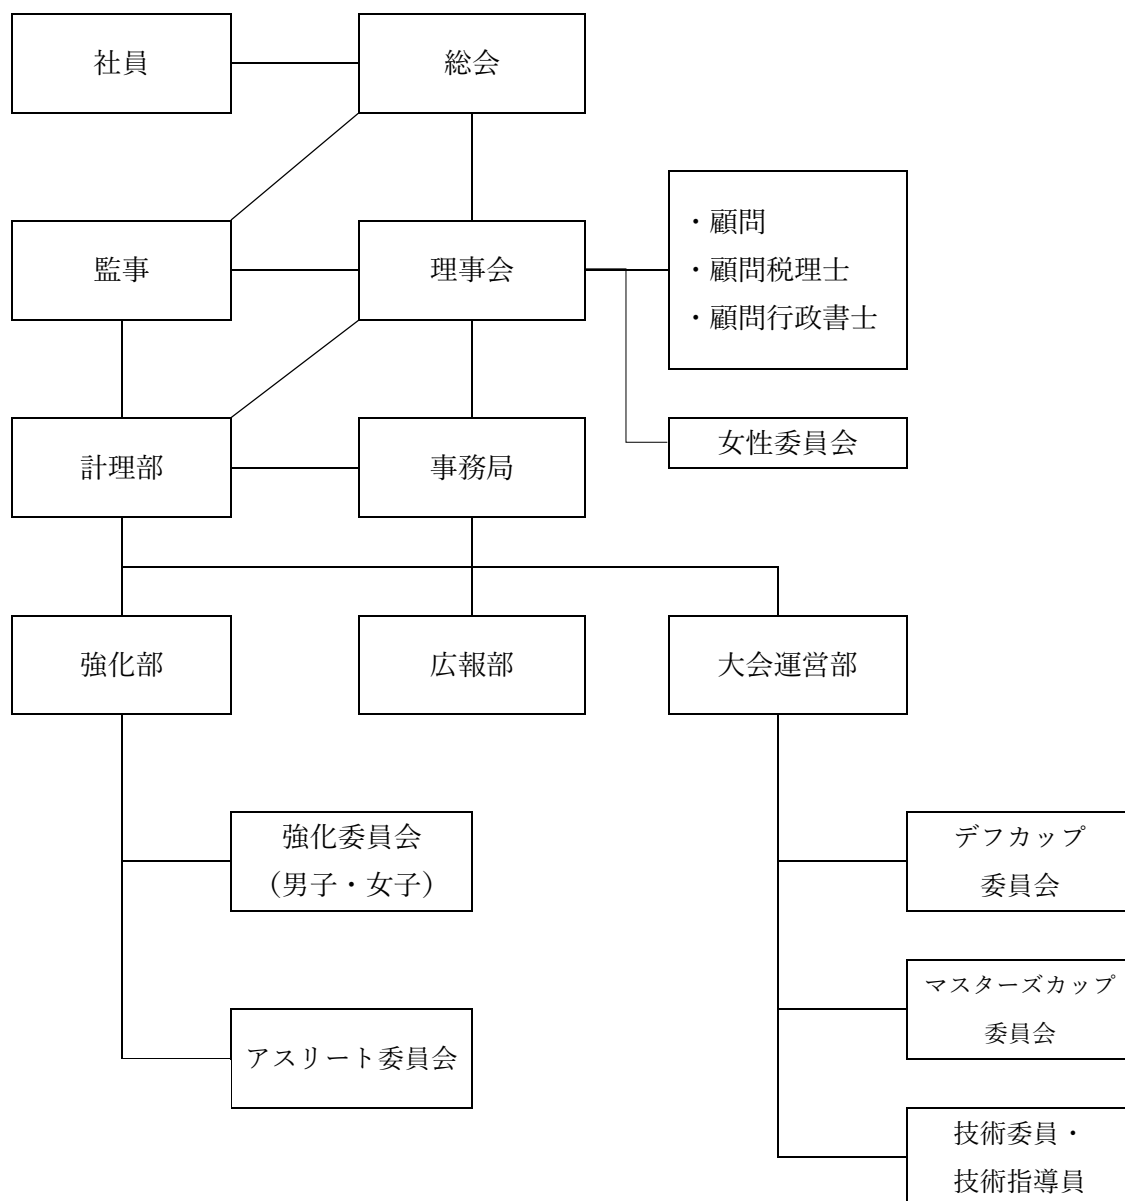 社員
総会
・顧問
・顧問税理士
・顧問行政書士
監事
理事会
女性委員会
計理部
事務局
強化部
広報部
大会運営部
強化委員会
（男子・女子）
デフカップ
委員会
マスターズカップ
委員会
アスリート委員会
技術委員・
技術指導員